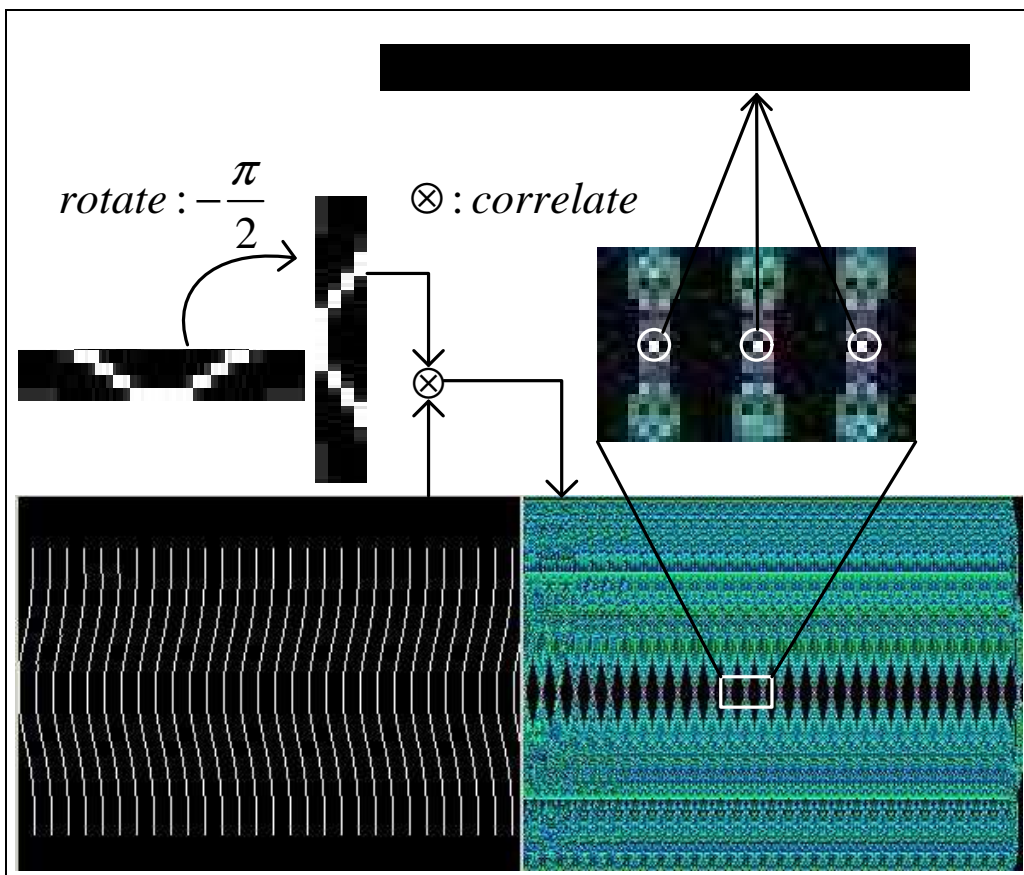 rotate : −π/2
⊗ : correlate
⊗